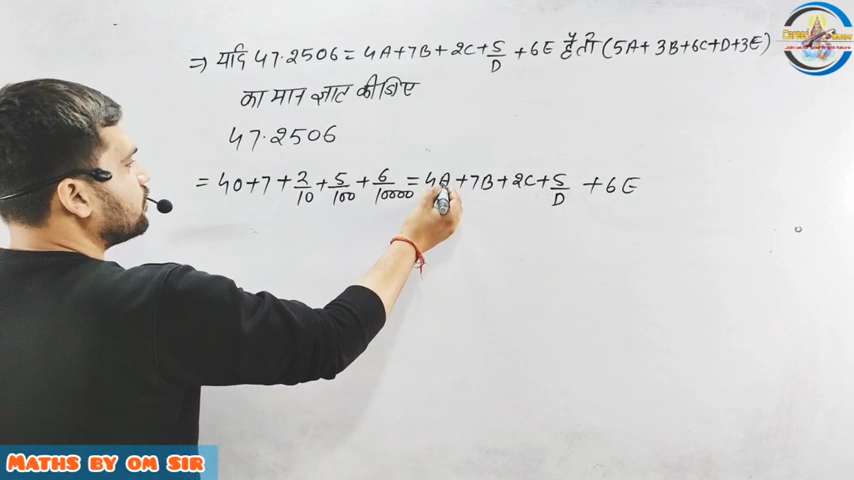 ⇒ यदि 47.2506 = 4A+7B+2C+5/D+6E है तो (5A+3B+6C+D+3E)
का मान ज्ञात कीजिए
47.2506
= 40+7+2/10+5/100+6/10000=4A+7B+2C+5/D+6E
MATHS BY OM SIR